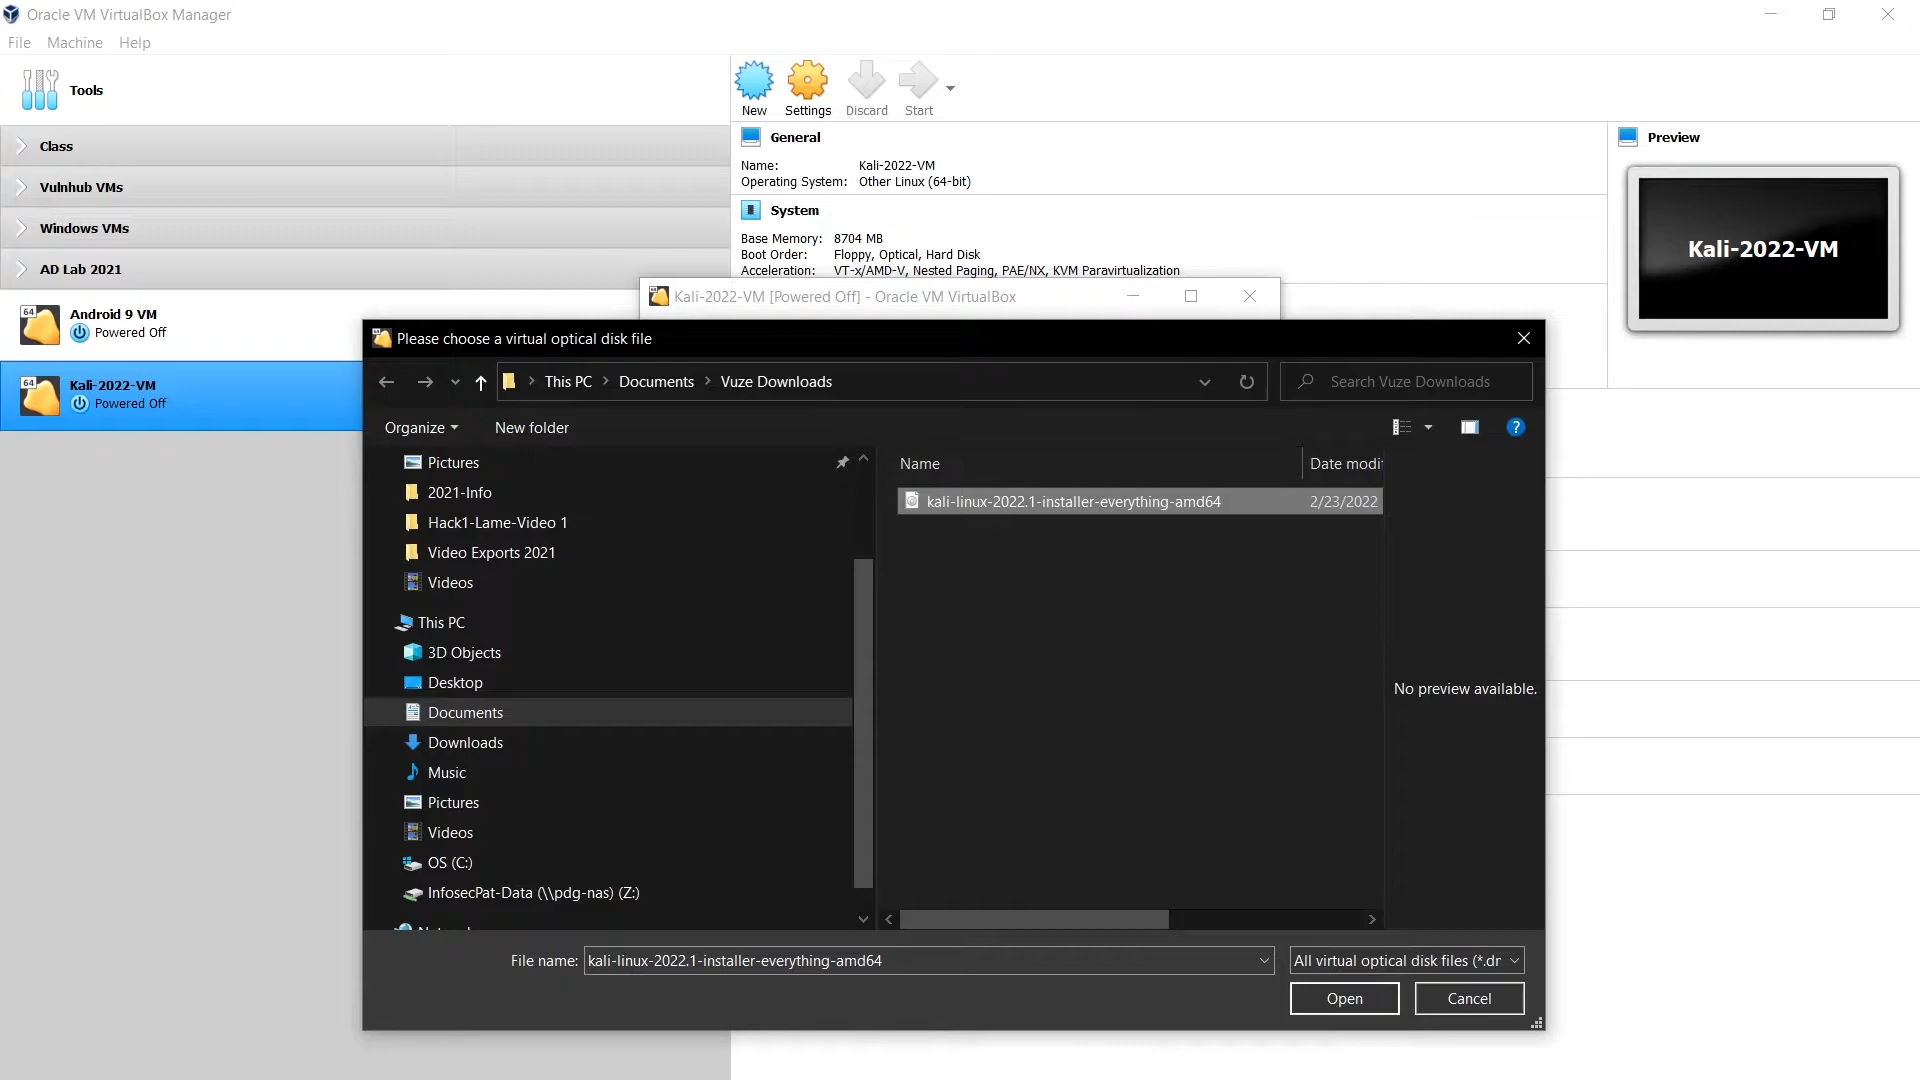 Oracle VM VirtualBox Manager
File Machine Help
Tools
New Settings Discard Start
Class
Vulnhub VMs
Windows VMs
AD Lab 2021
64
Android 9 VM
Powered Off
64
Kali-2022-VM
Powered Off
General
Name: Kali-2022-VM
Operating System: Other Linux (64-bit)
System
Base Memory: 8704 MB
Boot Order: Floppy, Optical, Hard Disk
Acceleration: VT-x/AMD-V, Nested Paging, PAE/NX, KVM Paravirtualization
Preview
Kali-2022-VM
Kali-2022-VM [Powered Off] - Oracle VM VirtualBox
Please choose a virtual optical disk file
This PC > Documents > Vuze Downloads
Search Vuze Downloads
Organize New folder
?
Pictures
2021-Info
Hack1-Lame-Video 1
Video Exports 2021
Videos
This PC
3D Objects
Desktop
Documents
Downloads
Music
Pictures
Videos
OS (C:)
InfosecPat-Data (\\pdg-nas) (Z:)
Name Date modif
kali-linux-2022.1-installer-everything-amd64 2/23/2022
No preview available.
File name: kali-linux-2022.1-installer-everything-amd64
All virtual optical disk files (*.dr
Open Cancel